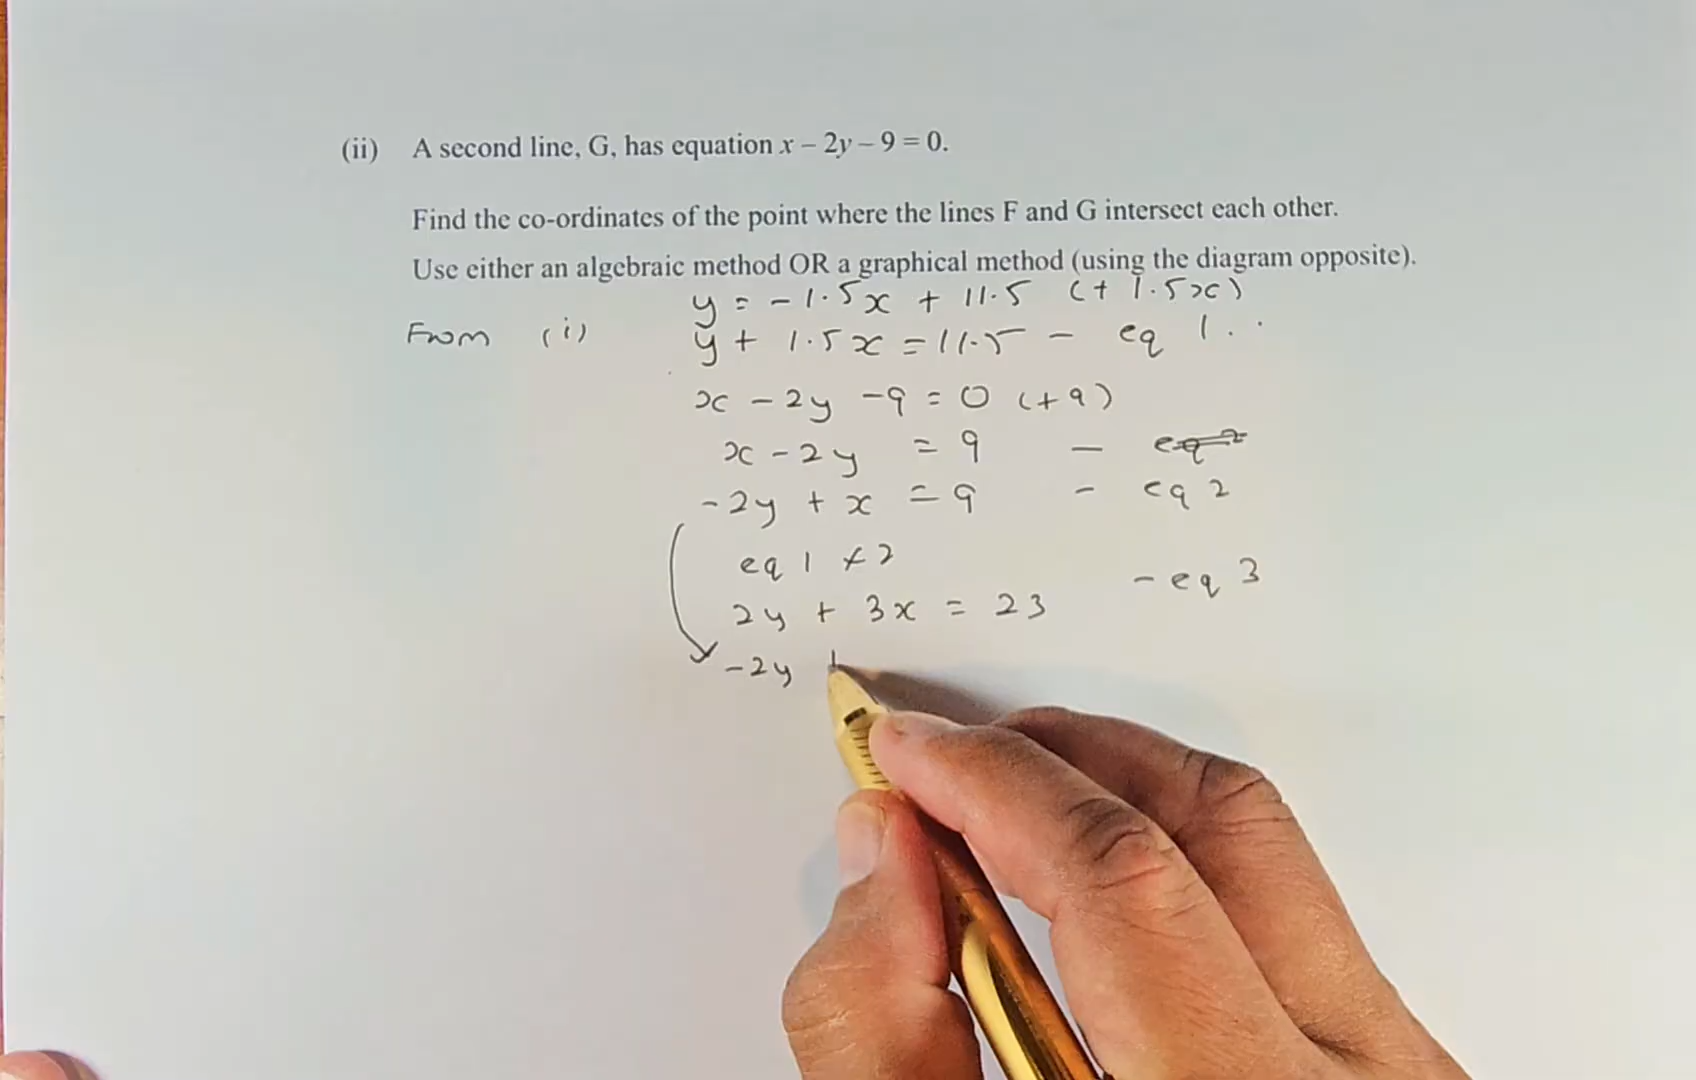 (ii) A second line, G, has equation x – 2y – 9 = 0.
Find the co-ordinates of the point where the lines F and G intersect each other.
Use either an algebraic method OR a graphical method (using the diagram opposite).
y = -1.5x + 11.5 (+ 1.5x)
From (i) y + 1.5x = 11.5 - eq 1.
x - 2y - 9 = 0 (+9)
x - 2y = 9 - eq 2
-2y + x = 9 - eq 2
eq 1 × 2
2y + 3x = 23 - eq 3
-2y +